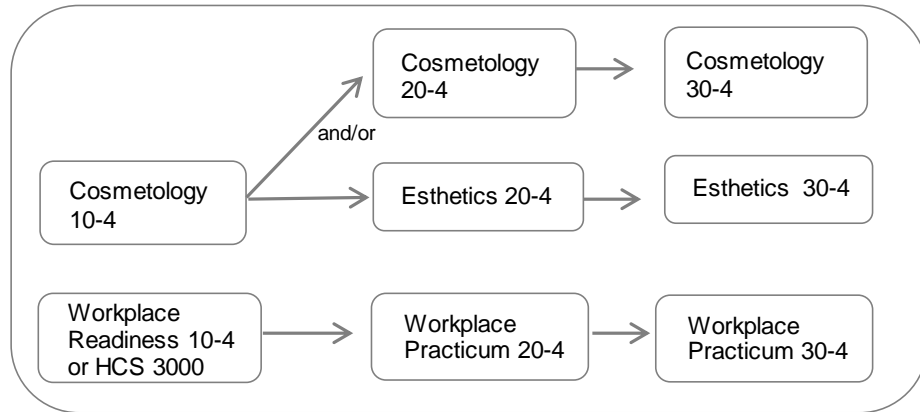 Cosmetology
20-4
Cosmetology
30-4
and/or
Cosmetology
10-4
Esthetics 20-4
Esthetics 30-4
Workplace
Readiness 10-4
or HCS 3000
Workplace
Practicum 20-4
Workplace
Practicum 30-4